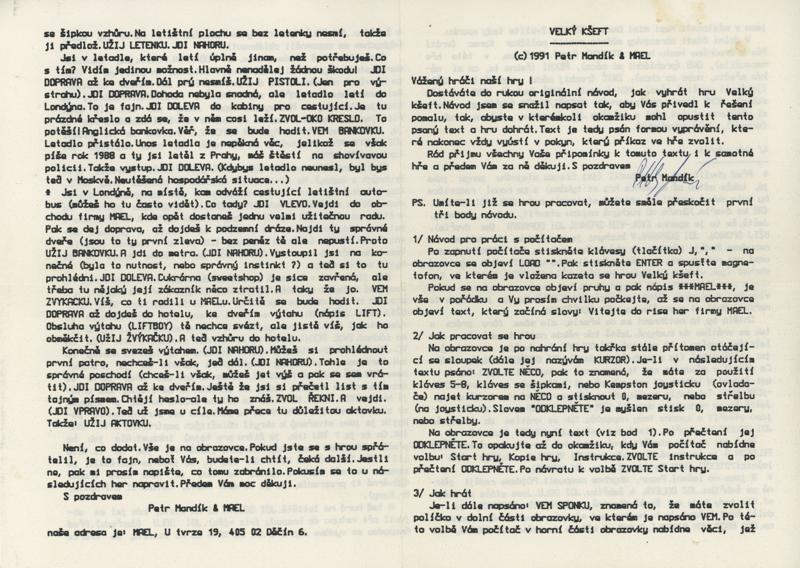 se šipkou vzhůru.Na letištní plochu se bez letenky nesmí, takže
ji předlož.UŽIJ LETENKU.JDI NAHORU.
Jsi v letadle, které letí úplně jinam, než potřebuješ.Co
s tím? Vidím jedinou možnost.Hlavně nenadělej žádnou škodu! JDI
DOPRAVA až ke dveřím.Dál prý nesmíš.UŽIJ PISTOLI.(Jen pro vý-
strahu).JDI DOPRAVA.Dohoda nebyla snadná, ale letadlo letí do
Londýna.To je fajn.JDI DOLEVA do kabiny pro cestující.Je tu
prázdné křeslo a zdá se, že v něm cosi leží.ZVOL-OKO KRESLO. To
potěší!Anglická bankovka.Věř, že se bude hodit.VEM BANKOVKU.
Letadlo přistálo.Únos letadla je nepěkná věc, jelikož se však
píše rok 1988 a ty jsi letěl z Prahy, máš štěstí na shovívavou
policii.Takže vystup.JDI DOLEVA.(Kdybys letadlo neunesl, byl bys
teď v Moskvě.Neutěšená hospodářská situace...)
* Jsi v Londýně, na místě, kam odváží cestující letištní auto-
bus (můžeš ho tu často vidět).Co tady? JDI VLEVO.Vejdi do ob-
chodu firmy MAEL, kde opět dostaneš jednu velmi užitečnou radu.
Pak se dej doprava, až dojdeš k podzemní dráze.Najdi ty správné
dveře (jsou to ty první zleva) - bez peněz tě ale nepustí.Proto
UŽIJ BANKOVKU.A jdi do metra.(JDI NAHORU).Vystoupil jsi na ko-
nečné (byla to nutnost, nebo správný instinkt ?) a teď si to tu
prohlédni.JDI DOLEVA.Cukrárna (sweetshop) je sice zavřená, ale
třeba tu nějaký její zákazník něco ztratil.A taky že jo. VEM
ZVYKACKU.Víš, co ti radili u MAELu.Určitě se bude hodit. JDI
DOPRAVA až dojdeš do hotelu, ke dveřím výtahu (nápis LIFT).
Obsluha výtahu (LIFTBOY) tě nechce svézt, ale jistě víš, jak ho
obměkčit.(UŽIJ ŽVÝKAČKU).A teď vzhůru do hotelu.
Konečně se svezeš výtahem.(JDI NAHORU).Můžeš si prohlédnout
první patro, nechceš-li však, jeď dál.(JDI NAHORU).Tohle je to
správné poschodí (chceš-li však, můžeš jet výš a pak se sem vrá-
tit).JDI DOPRAVA až ke dveřím.Ještě že jsi si přečetl list s tím
tajným písmem.Chtějí heslo-ale ty ho znáš.ZVOL ŘEKNI.A vejdi.
(JDI VPRAVO).Teď už jsme u cíle.Máme přece tu důležitou aktovku.
Takže: UŽIJ AKTOVKU.
Není, co dodat.Vše je na obrazovce.Pokud jste se s hrou spřá-
telil, je to fajn, neboť Vás, budete-li chtít, čeká další.Jestli
ne, pak mi prosím napište, co tomu zabránilo.Pokusím se to u ná-
sledujících her napravit.Předem Vám moc děkuji.
S pozdravem
Petr Mandík & MAEL
naše adresa je: MAEL, U tvrze 19, 405 02 Děčín 6.
VELKÝ KŠEFT
(c)1991 Petr Mandík & MAEL
Vážený hráči naší hry !
Dostáváte do rukou originální návod, jak vyhrát hru Velký
kšeft.Návod jsem se snažil napsat tak, aby Vás přivedl k řešení
pomalu, tak, abyste v kterémkoli okamžiku mohl opustit tento
psaný text a hru dohrát.Text je tedy psán formou vyprávění, kte-
ré nakonec vždy vyústí v pokyn, který příkaz ve hře zvolit.
Rád přijmu všechny Vaše připomínky k tomuto textu i k samotné
hře a předem Vám za ně děkuji.S pozdravem
Petr Mandík
PS. Umíte-li již se hrou pracovat, můžete směle přeskočit první
tři body návodu.
1/ Návod pro práci s počítačem
Po zapnutí počítače stiskněte klávesy (tlačítka) J,"," - na
obrazovce se objeví LOAD "".Pak stiskněte ENTER a spusťte magne-
tofon, ve kterém je vložena kazeta se hrou Velký kšeft.
Pokud se na obrazovce objeví pruhy a pak nápis ***MAEL***, je
vše v pořádku a Vy prosím chvilku počkejte, až se na obrazovce
objeví text, který začíná slovy: Vitejte do rise her firmy MAEL.
2/ Jak pracovat se hrou
Na obrazovce je po nahrání hry takřka stále přítomen otáčejí-
cí se sloupek (dále jej nazývám KURZOR).Je-li v následujícím
textu psáno: ZVOLTE NĚCO, pak to znamená, že máte za použití
kláves 5-8, kláves se šipkami, nebo Kempston joysticku (ovlada-
če) najet kurzorem na NĚCO a stisknout 0, mezeru, nebo střelbu
(na joysticku).Slovem "ODKLEPNĚTE" je myšlen stisk 0, mezery,
nebo střelby.
Na obrazovce je tedy nyní text (viz bod 1).Po přečtení jej
ODKLEPNĚTE.To opakujte až do okamžiku, kdy Vám počítač nabídne
volbu: Start hry, Kopie hry, Instrukce.ZVOLTE instrukce a po
přečtení ODKLEPNĚTE.Po návratu k volbě ZVOLTE Start hry.
3/ Jak hrát
Je-li dále napsáno: VEM SPONKU, znamená to, že máte zvolit
políčko v dolní části obrazovky, ve kterém je napsáno VEM.Po té-
to volbě Vám počítač v horní části obrazovky nabídne věci, jež